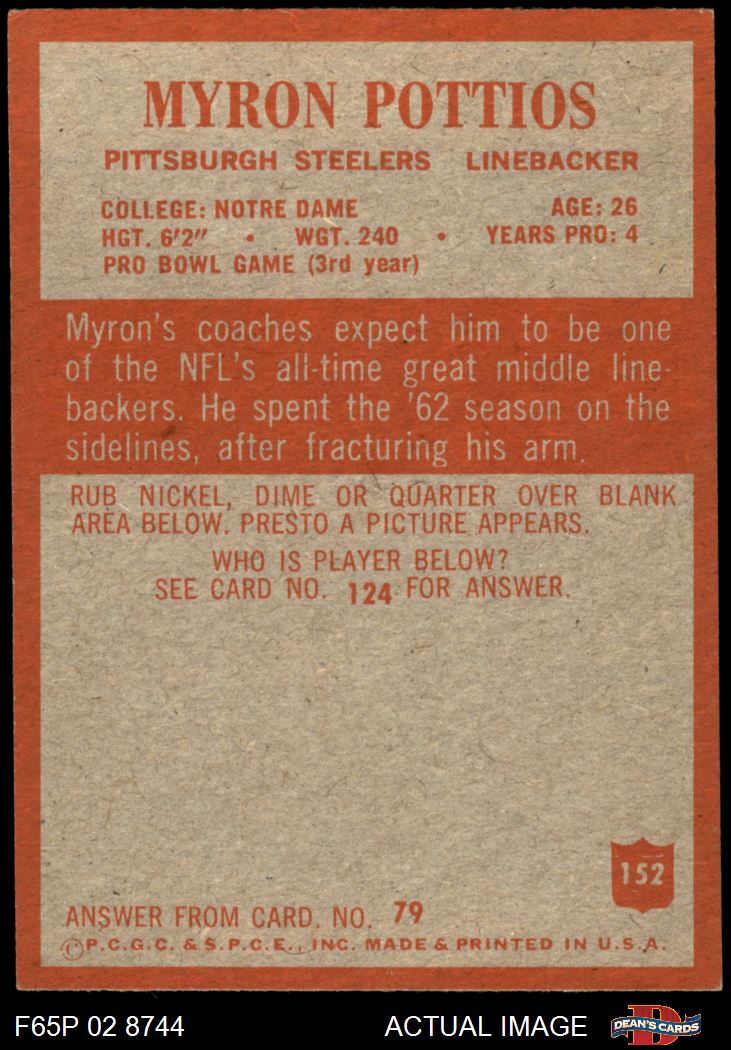 MYRON POTTIOS
PITTSBURGH STEELERS LINEBACKER
COLLEGE: NOTRE DAME AGE: 26
HGT. 6'2" • WGT. 240 • YEARS PRO: 4
PRO BOWL GAME (3rd year)
Myron's coaches expect him to be one
of the NFL's all-time great middle line-
backers. He spent the '62 season on the
sidelines, after fracturing his arm.
RUB NICKEL, DIME OR QUARTER OVER BLANK
AREA BELOW. PRESTO A PICTURE APPEARS.
WHO IS PLAYER BELOW?
SEE CARD NO. 124 FOR ANSWER.
152
ANSWER FROM CARD. NO. 79
©P.C.G.C. & S.P.C.E., INC. MADE & PRINTED IN U.S.A.
F65P 02 8744 ACTUAL IMAGE
D
DEAN'S CARDS